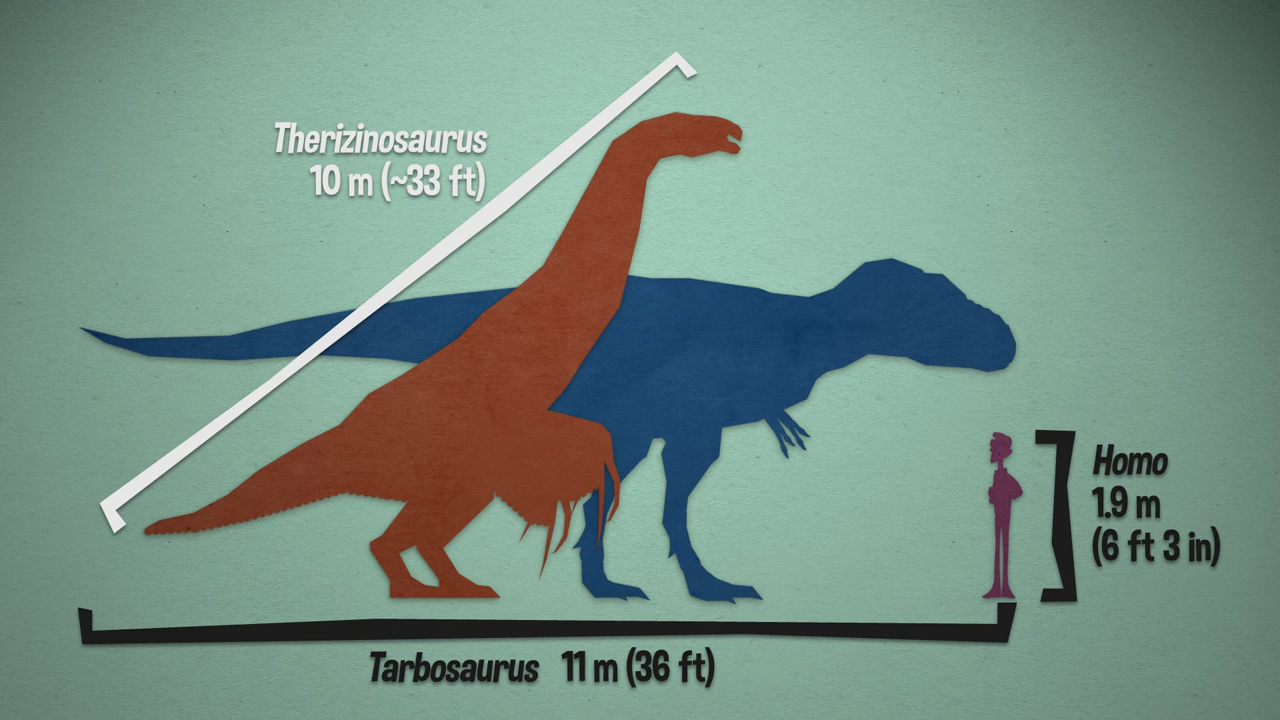 Therizinosaurus
10 m (~33 ft)
Homo
1.9 m
(6 ft 3 in)
Tarbosaurus 11 m (36 ft)